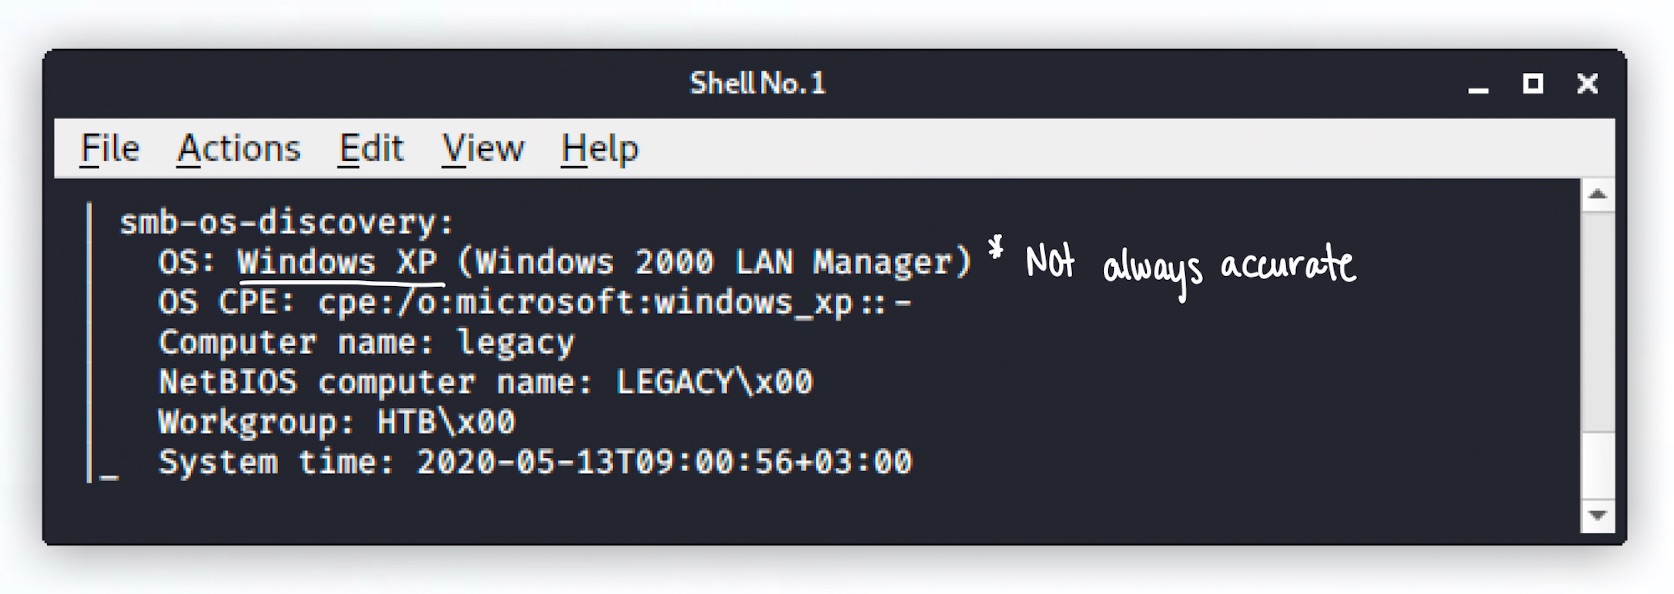 Shell No. 1
File Actions Edit View Help
| smb-os-discovery:
|   OS: Windows XP (Windows 2000 LAN Manager) * Not always accurate
|   OS CPE: cpe:/o:microsoft:windows_xp::-
|   Computer name: legacy
|   NetBIOS computer name: LEGACY\x00
|   Workgroup: HTB\x00
|_  System time: 2020-05-13T09:00:56+03:00